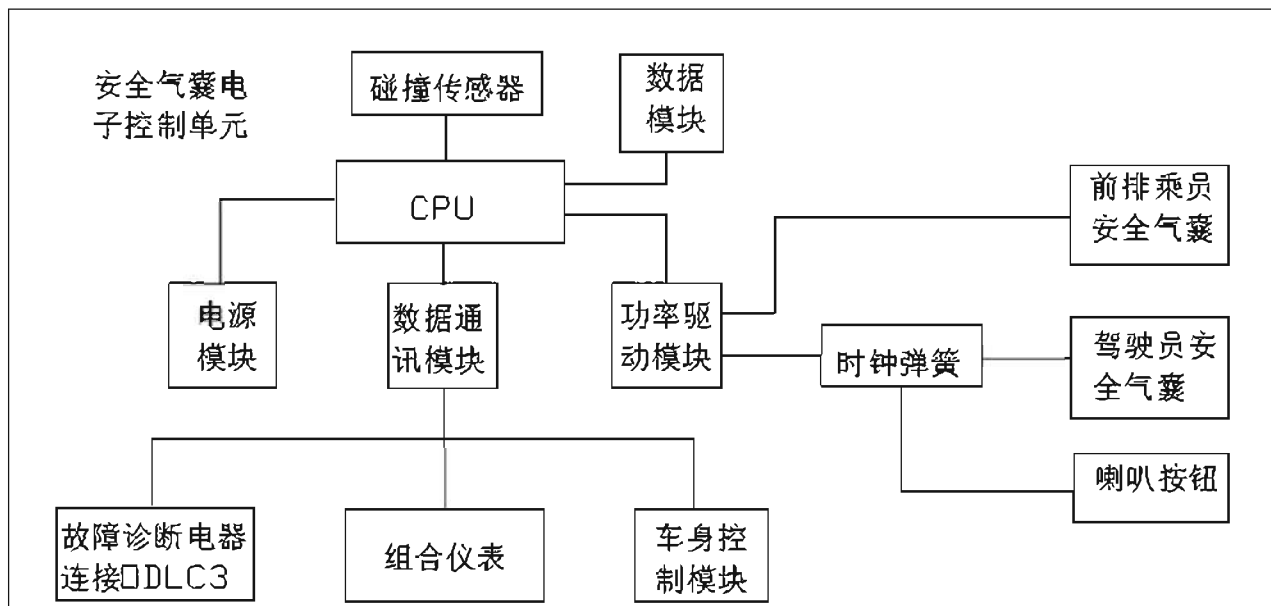 安全气囊电
子控制单元
碰撞传感器
数据
模块
CPU
前排乘员
安全气囊
电源
模块
数据通
讯模块
功率驱
动模块
时钟弹簧
驾驶员安
全气囊
喇叭按钮
故障诊断电器
连接口DLC3
组合仪表
车身控
制模块